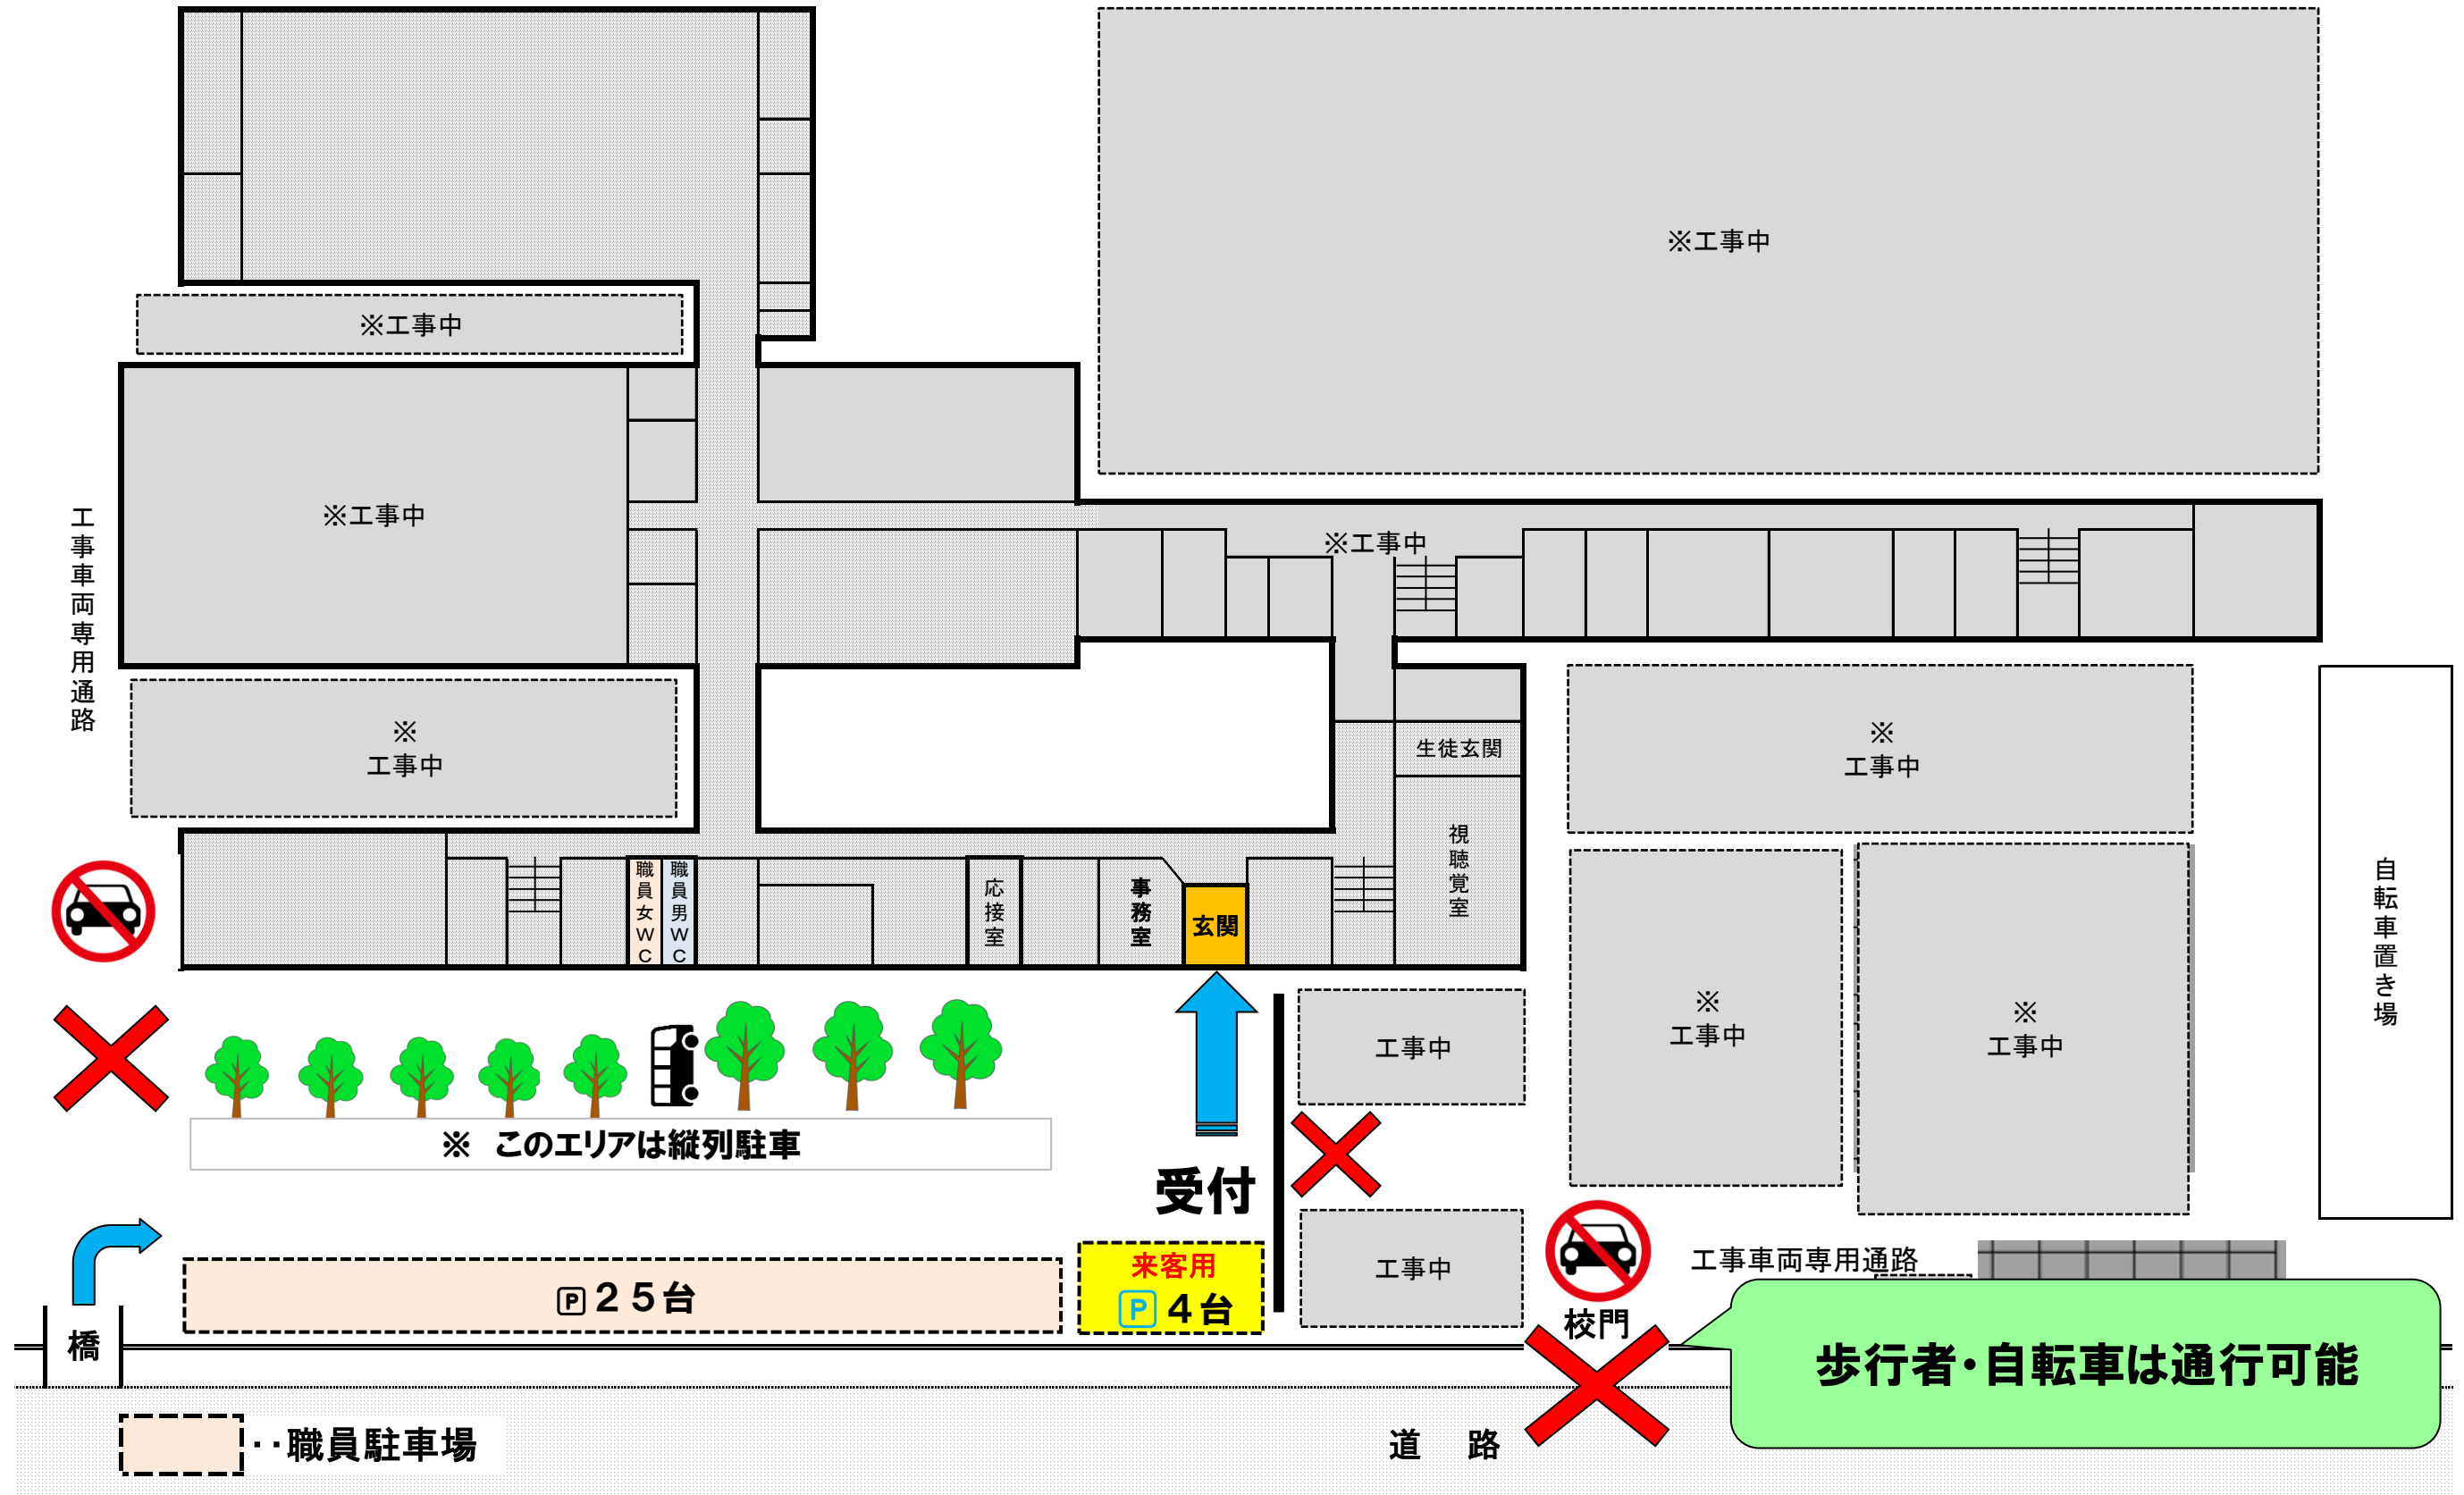 ※工事中
※工事中
※工事中
※工事中
工事車両専用通路
※
工事中
※
工事中
生徒玄関
視聴覚室
職員女WC
職員男WC
応接室
事務室
玄関
自転車置き場
※
工事中
※
工事中
工事中
※ このエリアは縦列駐車
受付
来客用
P 4台
P 25台
工事中
校門
工事車両専用通路
橋
歩行者・自転車は通行可能
‥職員駐車場
道 路